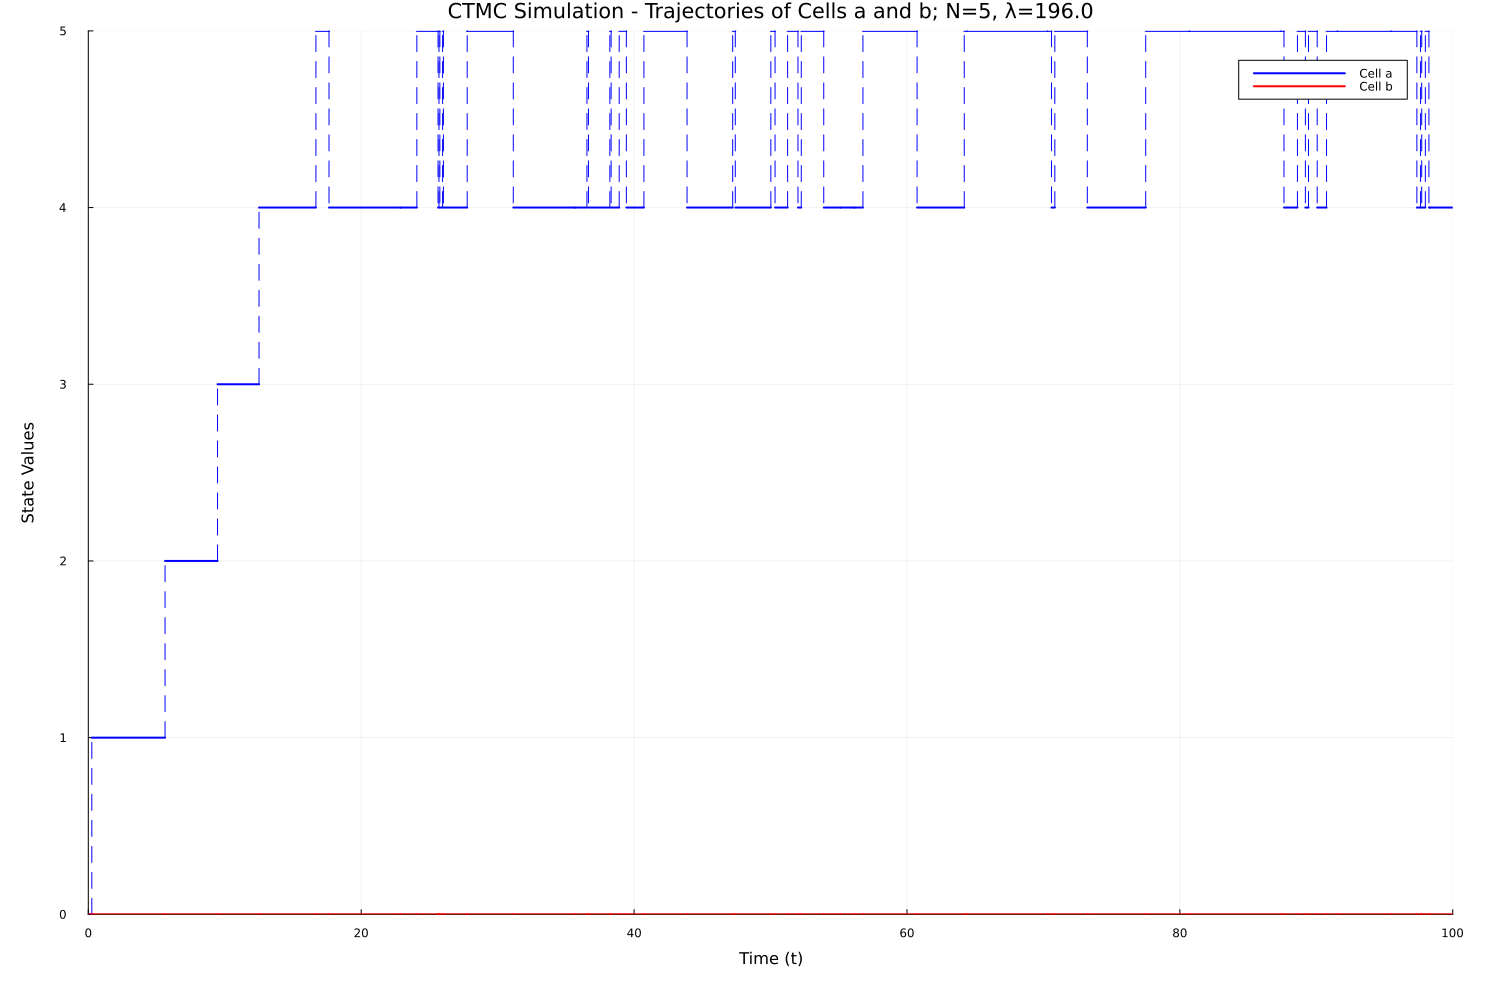 CTMC Simulation - Trajectories of Cells a and b; N=5, λ=196.0
5
4
3
2
1
0
State Values
Cell a
Cell b
0 20 40 60 80 100
Time (t)